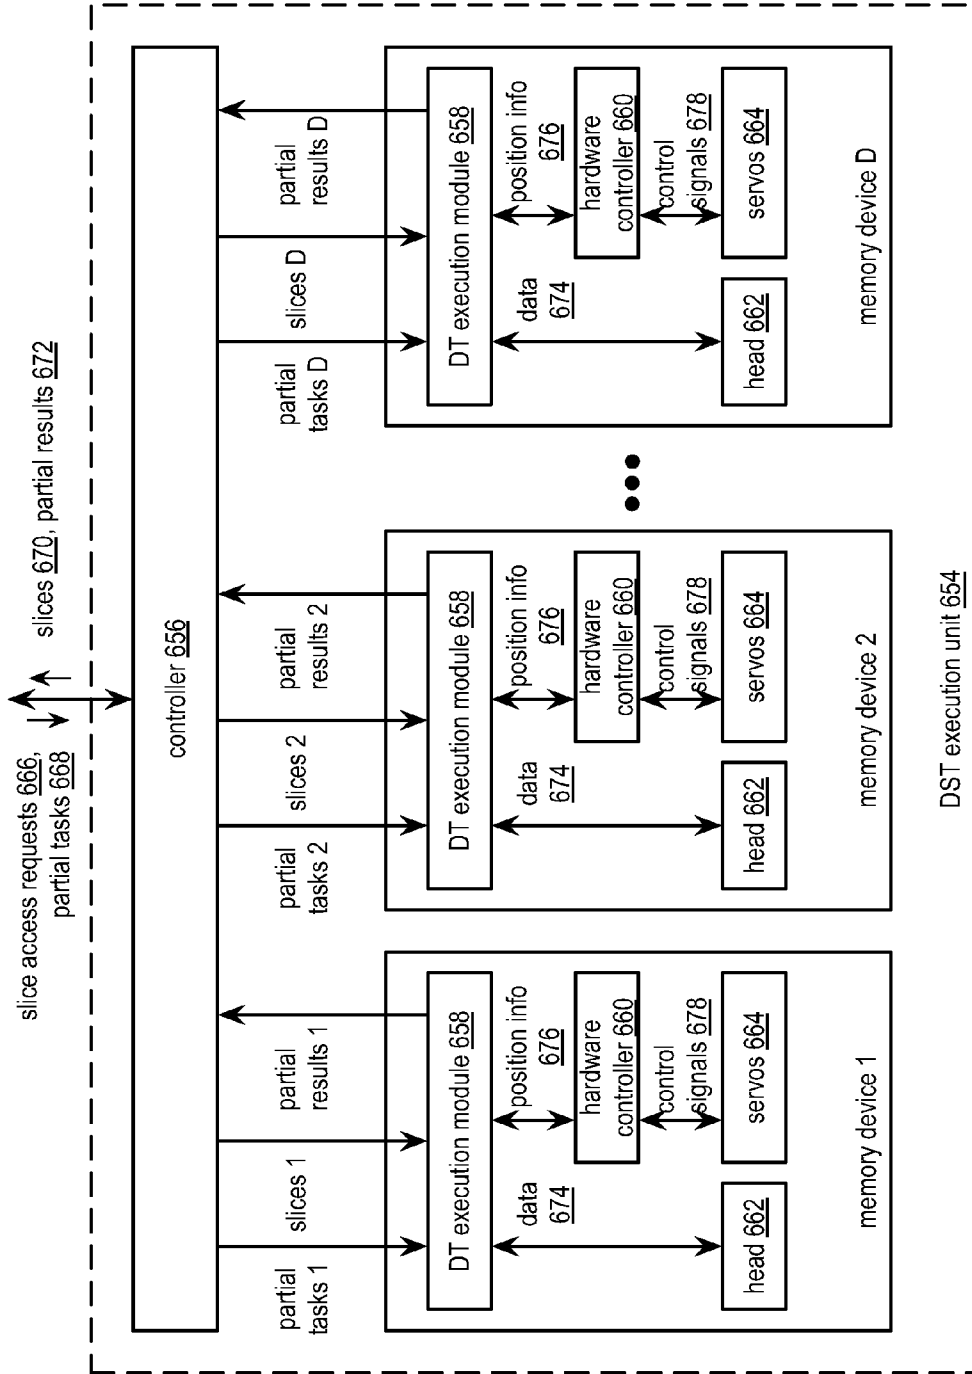 slice access requests 666,
partial tasks 668
slices 670, partial results 672
controller 656
partial
tasks 1
slices 1
partial
results 1
DT execution module 658
data
674
position info
676
hardware
controller 660
control
signals 678
head 662
servos 664
memory device 1
partial
tasks 2
slices 2
partial
results 2
DT execution module 658
data
674
position info
676
hardware
controller 660
control
signals 678
head 662
servos 664
memory device 2
partial
tasks D
slices D
partial
results D
DT execution module 658
data
674
position info
676
hardware
controller 660
control
signals 678
head 662
servos 664
memory device D
DST execution unit 654